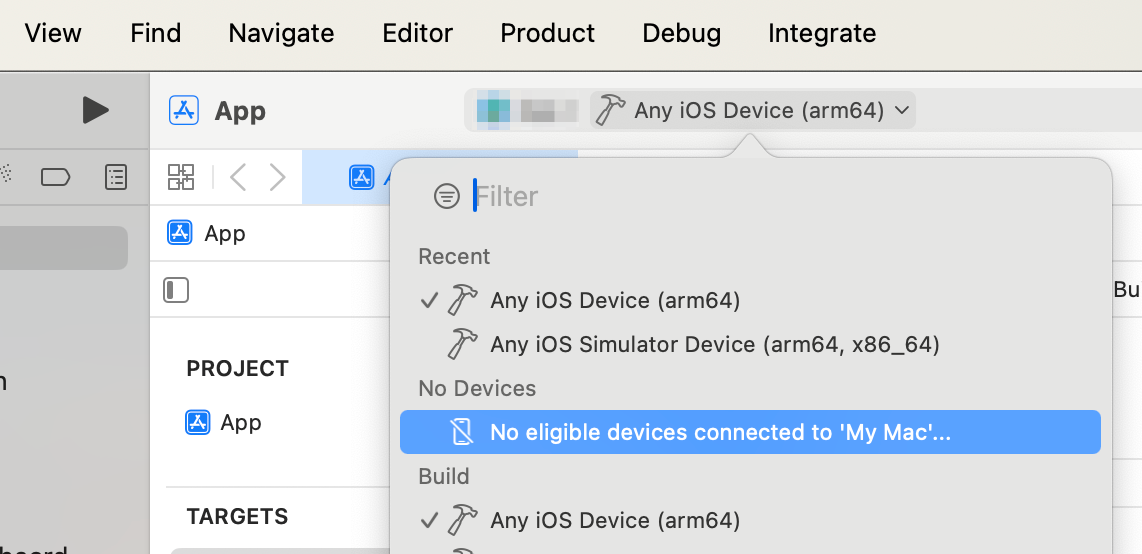 View Find Navigate Editor Product Debug Integrate
App
Any iOS Device (arm64)
Filter
App
Recent
Any iOS Device (arm64)
Any iOS Simulator Device (arm64, x86_64)
No Devices
PROJECT
App
No eligible devices connected to 'My Mac'...
Build
TARGETS
Any iOS Device (arm64)